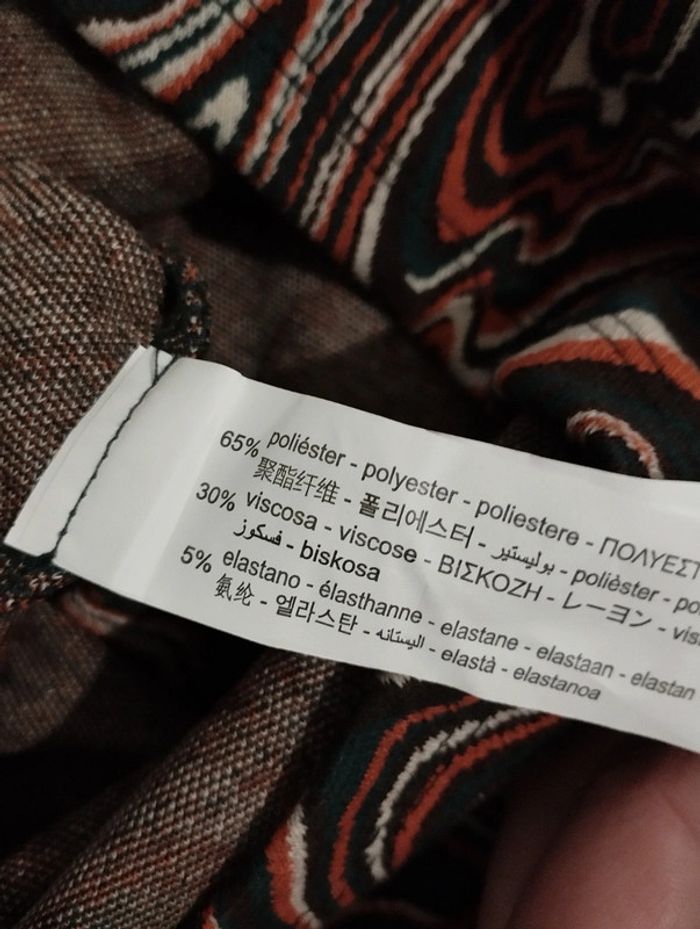 65% poliéster - polyester - poliestere - ΠΟΛΥΕΣΤ
聚酯纤维 - 폴리에스터 - بوليستير - polièster - po
30% viscosa - viscose - ΒΙΣΚΟΖΗ - レーヨン - vis
فسكوز - biskosa
5% elastano - élasthanne - elastane - elastaan - elastan
氨纶 - 엘라스탄 - اليستانه - elastà - elastanoa